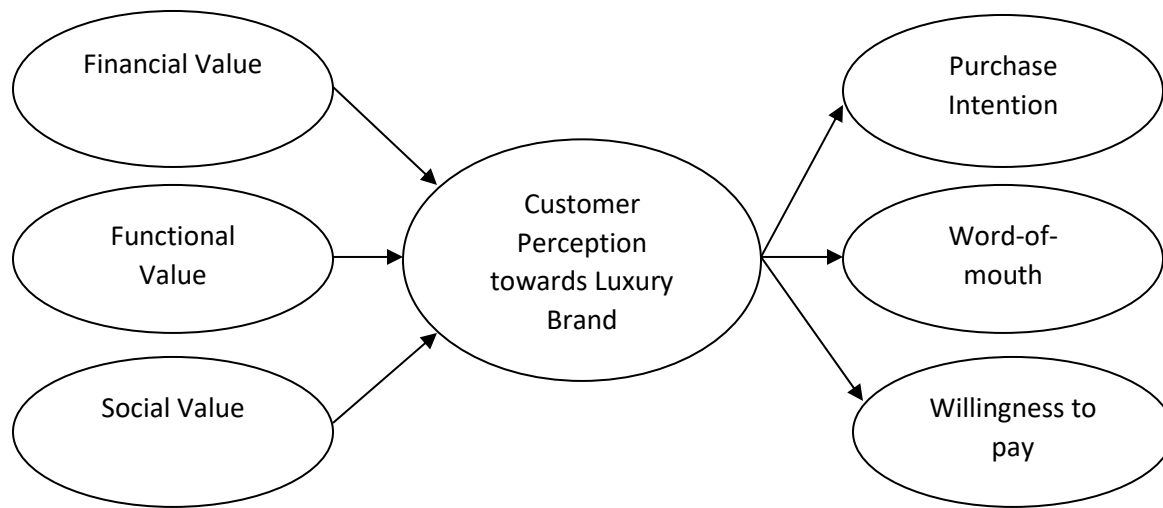 Financial Value
Functional
Value
Social Value
Customer
Perception
towards Luxury
Brand
Purchase
Intention
Word-of-
mouth
Willingness to
pay